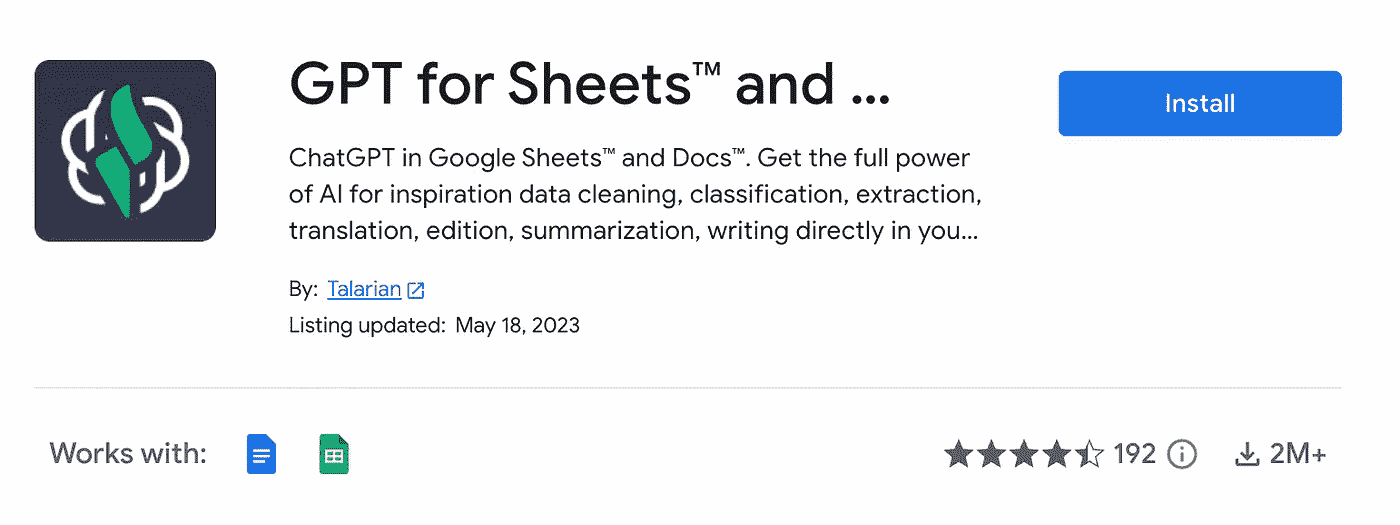 GPT for Sheets™ and ...
Install
ChatGPT in Google Sheets™ and Docs™. Get the full power
of AI for inspiration data cleaning, classification, extraction,
translation, edition, summarization, writing directly in you...
By: Talarian
Listing updated: May 18, 2023
Works with:
192
2M+